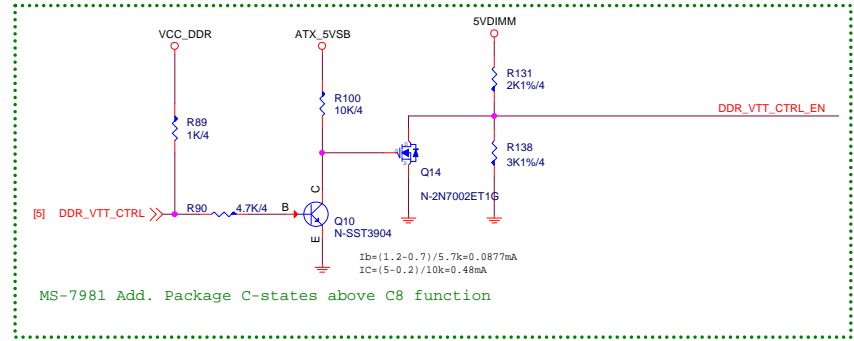 5VDIMM
VCC_DDR
ATX_5VSB
R131
2K1%/4
R100
10K/4
DDR_VTT_CTRL_EN
R89
1K/4
R138
3K1%/4
Q14
N-2N7002ET1G
C
[5] DDR_VTT_CTRL
R90 4.7K/4
B
Q10
N-SST3904
E
Ib=(1.2-0.7)/5.7k=0.0877mA
IC=(5-0.2)/10k=0.48mA
MS-7981 Add. Package C-states above C8 function